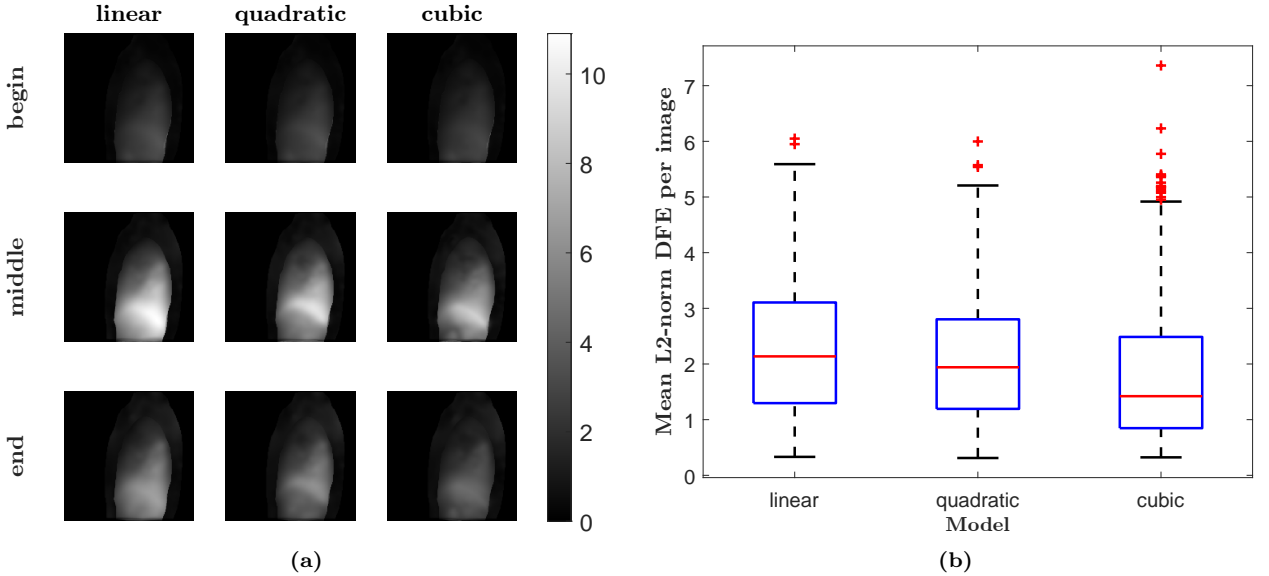 linear quadratic cubic
begin
middle
end
10
8
6
4
2
0
(a)
Mean L2-norm DFE per image
7
6
5
4
3
2
1
0
linear quadratic cubic
Model
(b)